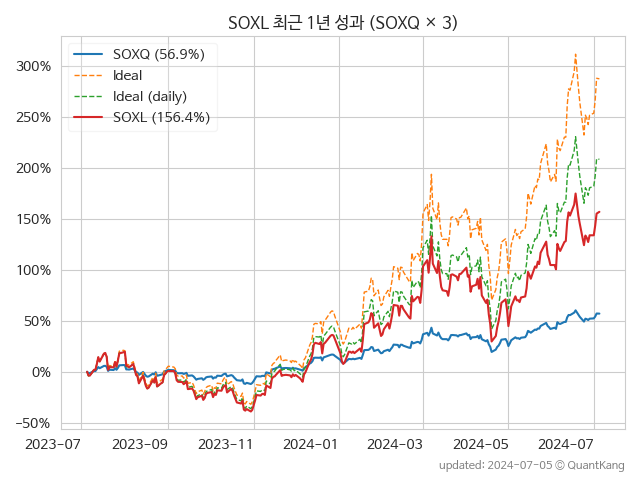 SOXL 최근 1년 성과 (SOXQ × 3)
SOXQ (56.9%)
Ideal
Ideal (daily)
SOXL (156.4%)
300%
250%
200%
150%
100%
50%
0%
−50%
2023-07 2023-09 2023-11 2024-01 2024-03 2024-05 2024-07
updated: 2024-07-05 ⓒ QuantKang